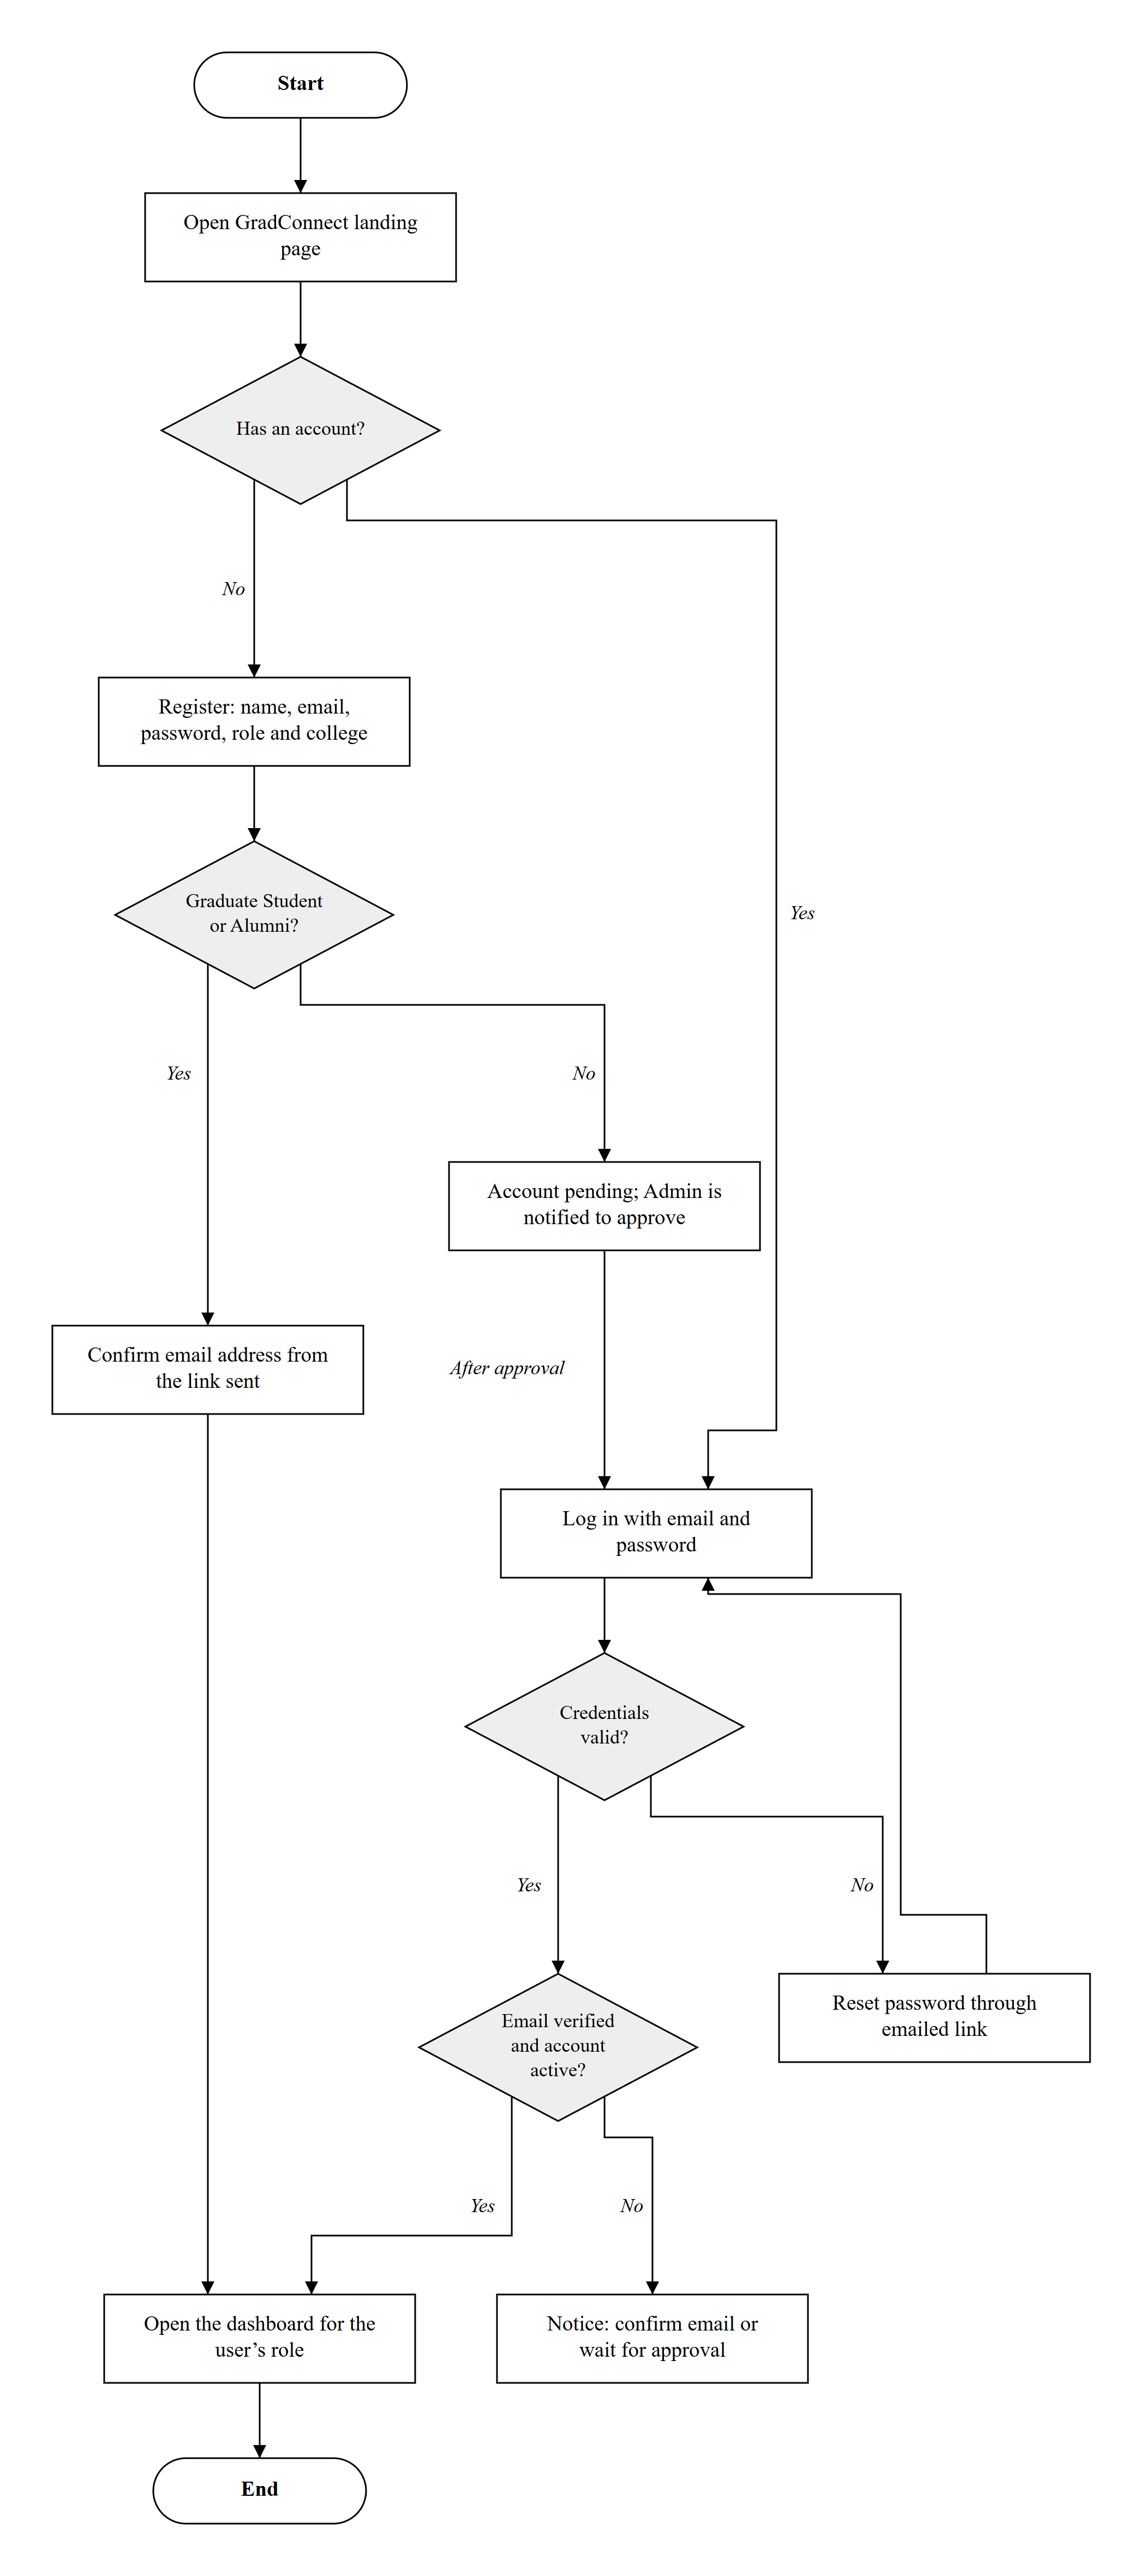 Start
Open GradConnect landing
page
Has an account?
No
Register: name, email,
password, role and college
Yes
Graduate Student
or Alumni?
Yes
No
Account pending; Admin is
notified to approve
Confirm email address from
the link sent
After approval
Log in with email and
password
Credentials
valid?
Yes
No
Reset password through
emailed link
Email verified
and account
active?
Yes
No
Open the dashboard for the
user’s role
Notice: confirm email or
wait for approval
End